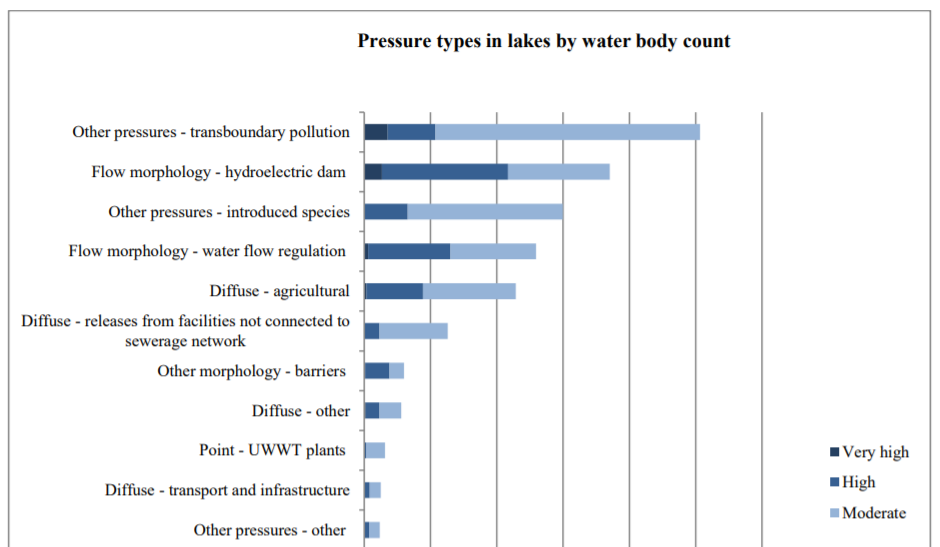 Pressure types in lakes by water body count
Other pressures - transboundary pollution
Flow morphology - hydroelectric dam
Other pressures - introduced species
Flow morphology - water flow regulation
Diffuse - agricultural
Diffuse - releases from facilities not connected to
sewerage network
Other morphology - barriers
Diffuse - other
Point - UWWT plants
Diffuse - transport and infrastructure
Other pressures - other
Very high
High
Moderate